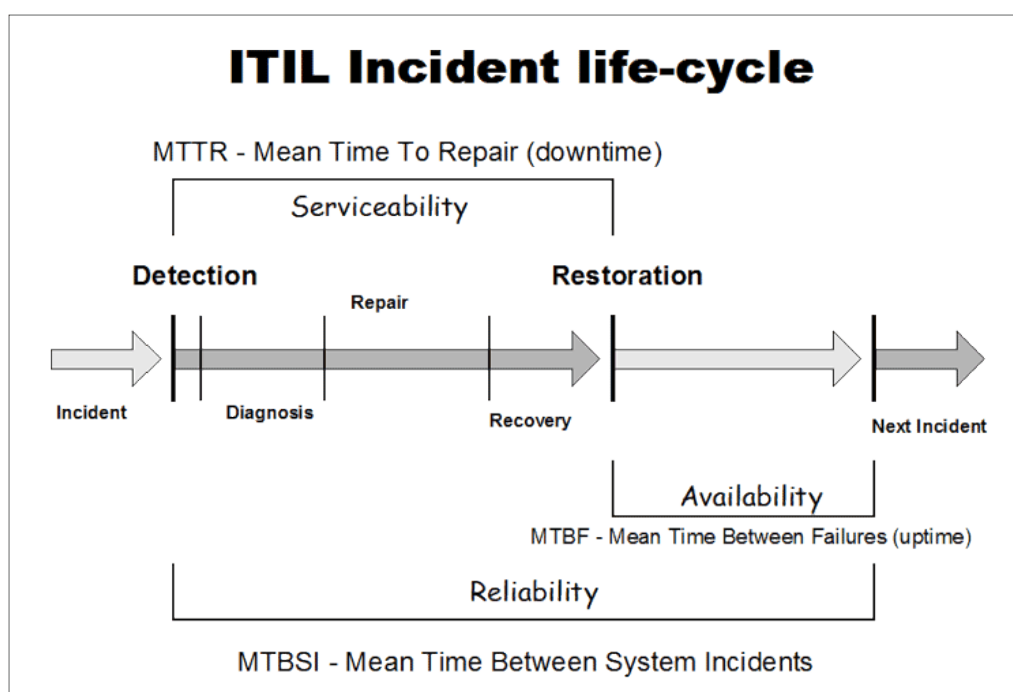 ITIL Incident life-cycle
MTTR - Mean Time To Repair (downtime)
Serviceability
Detection
Restoration
Repair
Incident
Diagnosis
Recovery
Next Incident
Availability
MTBF - Mean Time Between Failures (uptime)
Reliability
MTBSI - Mean Time Between System Incidents